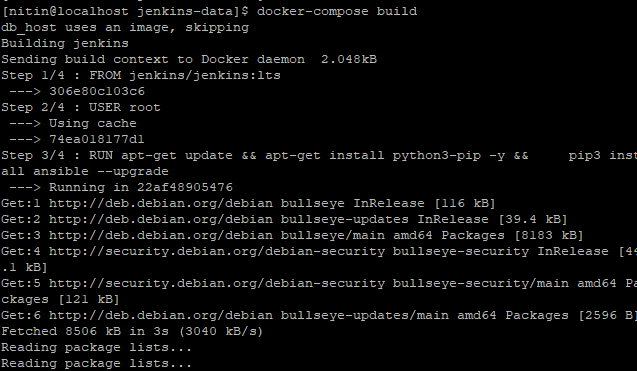 [nitin@localhost jenkins-data]$ docker-compose build
db_host uses an image, skipping
Building jenkins
Sending build context to Docker daemon  2.048kB
Step 1/4 : FROM jenkins/jenkins:lts
 ---> 306e80c103c6
Step 2/4 : USER root
 ---> Using cache
 ---> 74ea018177d1
Step 3/4 : RUN apt-get update && apt-get install python3-pip -y &&     pip3 inst
all ansible --upgrade
 ---> Running in 22af48905476
Get:1 http://deb.debian.org/debian bullseye InRelease [116 kB]
Get:2 http://deb.debian.org/debian bullseye-updates InRelease [39.4 kB]
Get:3 http://deb.debian.org/debian bullseye/main amd64 Packages [8183 kB]
Get:4 http://security.debian.org/debian-security bullseye-security InRelease [44
.1 kB]
Get:5 http://security.debian.org/debian-security bullseye-security/main amd64 Pa
ckages [121 kB]
Get:6 http://deb.debian.org/debian bullseye-updates/main amd64 Packages [2596 B]
Fetched 8506 kB in 3s (3040 kB/s)
Reading package lists...
Reading package lists...